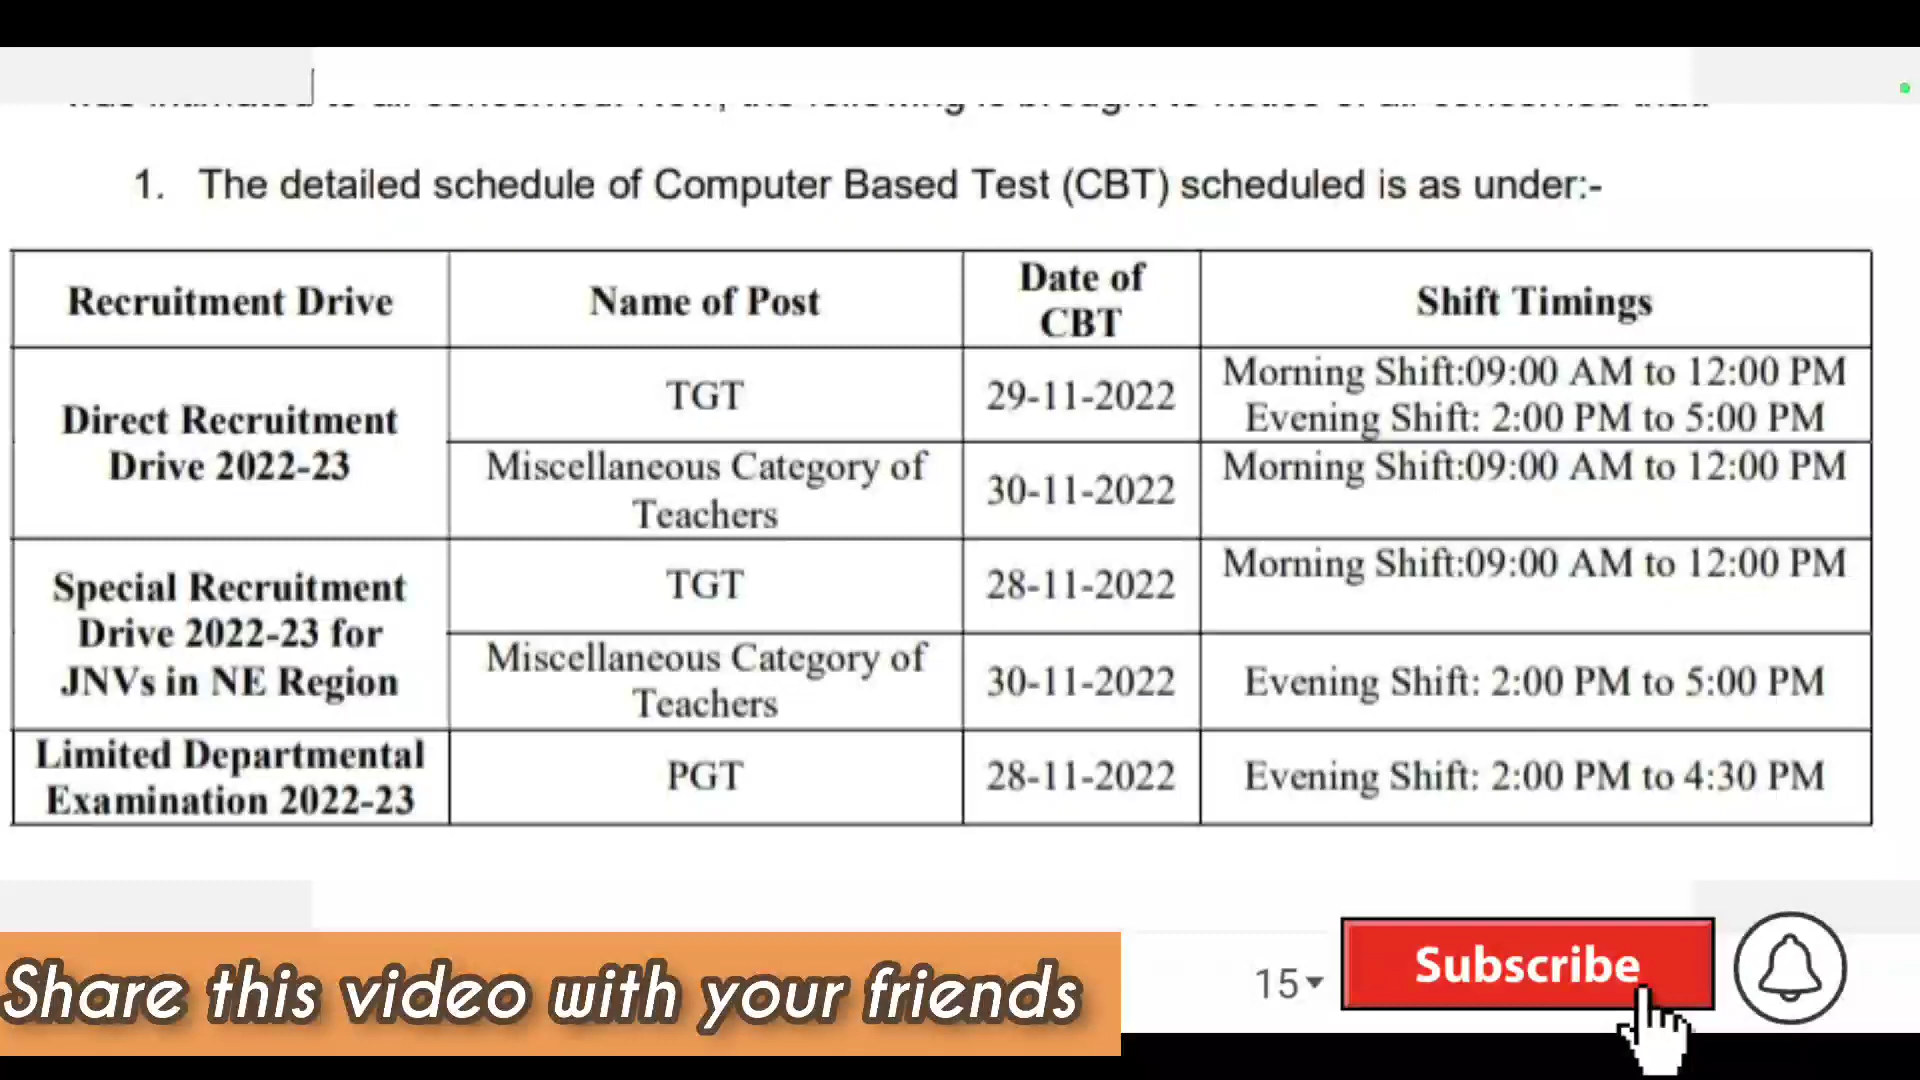 1. The detailed schedule of Computer Based Test (CBT) scheduled is as under:-
Recruitment Drive
Name of Post
Date of
CBT
Shift Timings
Direct Recruitment
Drive 2022-23
TGT
29-11-2022
Morning Shift:09:00 AM to 12:00 PM
Evening Shift: 2:00 PM to 5:00 PM
Miscellaneous Category of
Teachers
30-11-2022
Morning Shift:09:00 AM to 12:00 PM
Special Recruitment
Drive 2022-23 for
JNVs in NE Region
TGT
28-11-2022
Morning Shift:09:00 AM to 12:00 PM
Miscellaneous Category of
Teachers
30-11-2022
Evening Shift: 2:00 PM to 5:00 PM
Limited Departmental
Examination 2022-23
PGT
28-11-2022
Evening Shift: 2:00 PM to 4:30 PM
Share this video with your friends
15
Subscribe